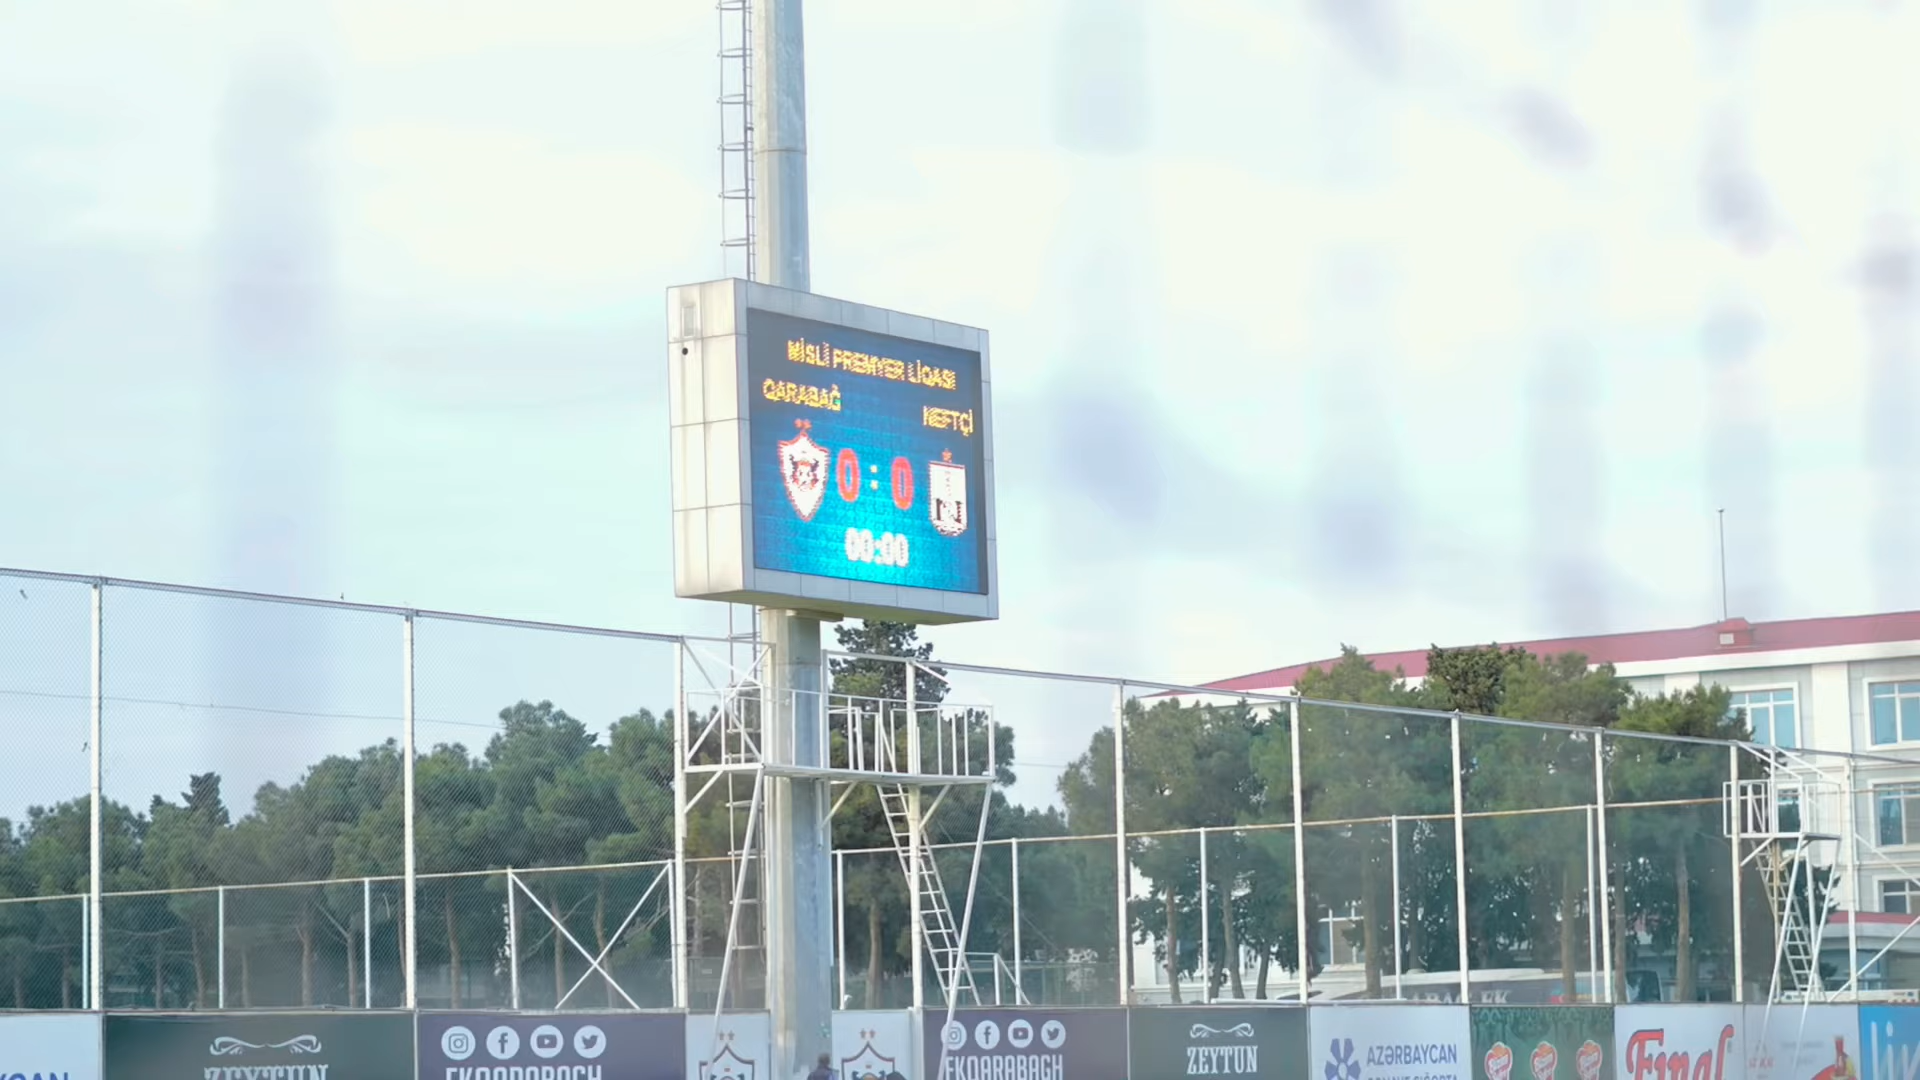 MİSLİ PREMYER LİQASI
QARABAĞ
NEFTÇİ
0 : 0
00:00
ZEYTUN
FKQARABAGH
FKQARABAGH
ZEYTUN
AZƏRBAYCAN
Final